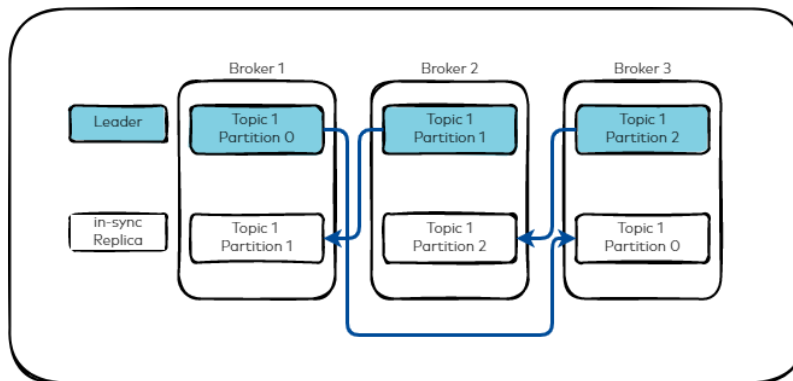 Broker 1
Broker 2
Broker 3
Leader
Topic 1
Partition 0
Topic 1
Partition 1
Topic 1
Partition 2
in-sync
Replica
Topic 1
Partition 1
Topic 1
Partition 2
Topic 1
Partition 0